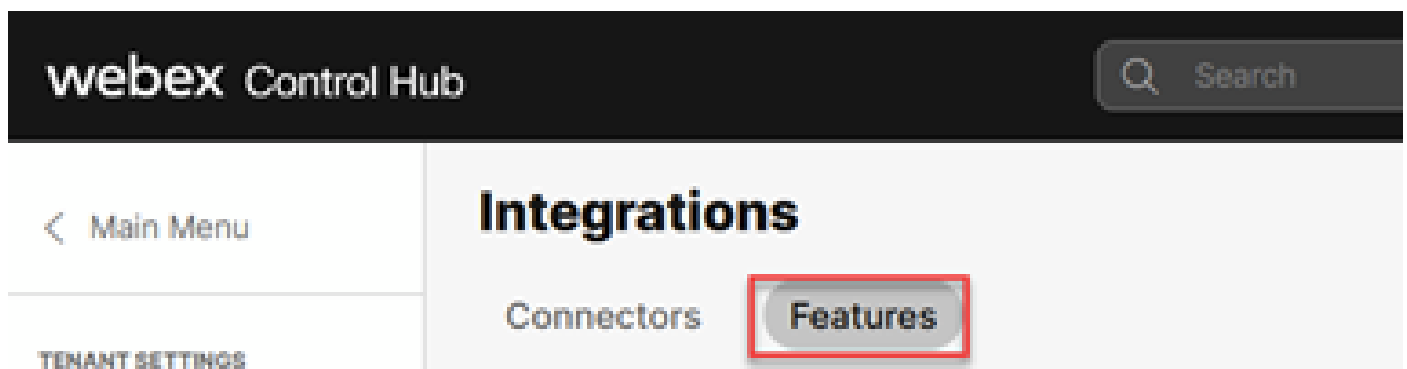 webex Control Hub
Search
Main Menu
Integrations
Connectors
Features
TENANT SETTINGS